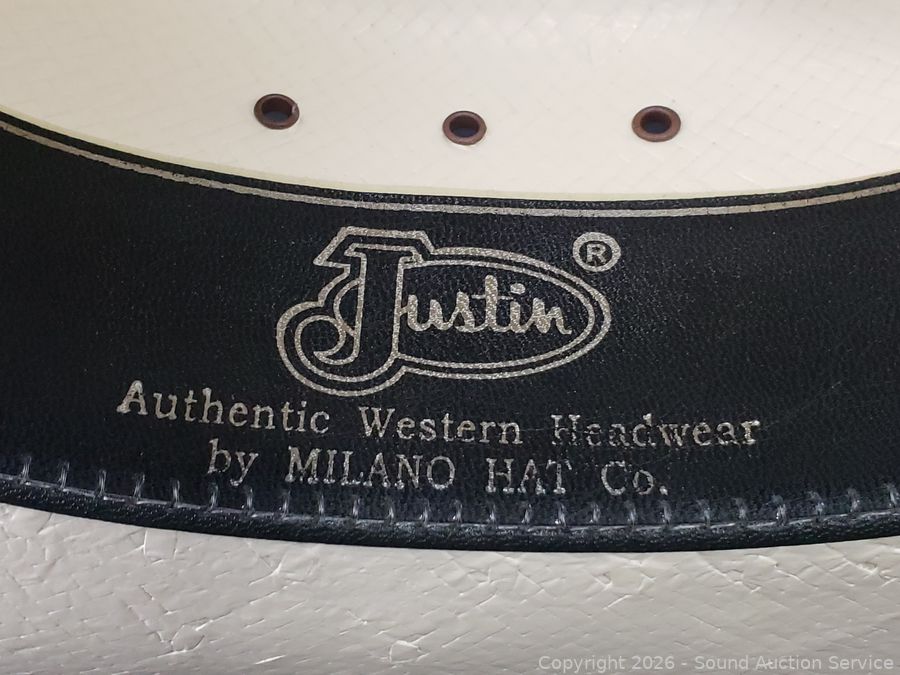 Justin ®
Authentic Western Headwear
by MILANO HAT Co.
Copyright 2026 - Sound Auction Service